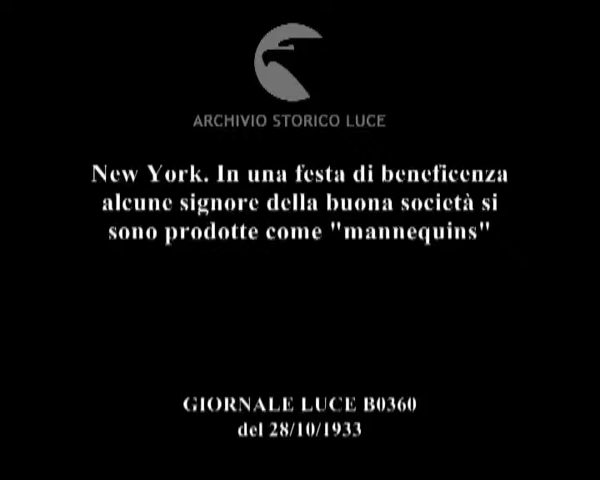 ARCHIVIO STORICO LUCE
New York. In una festa di beneficenza
alcune signore della buona società si
sono prodotte come "mannequins"
GIORNALE LUCE B0360
del 28/10/1933